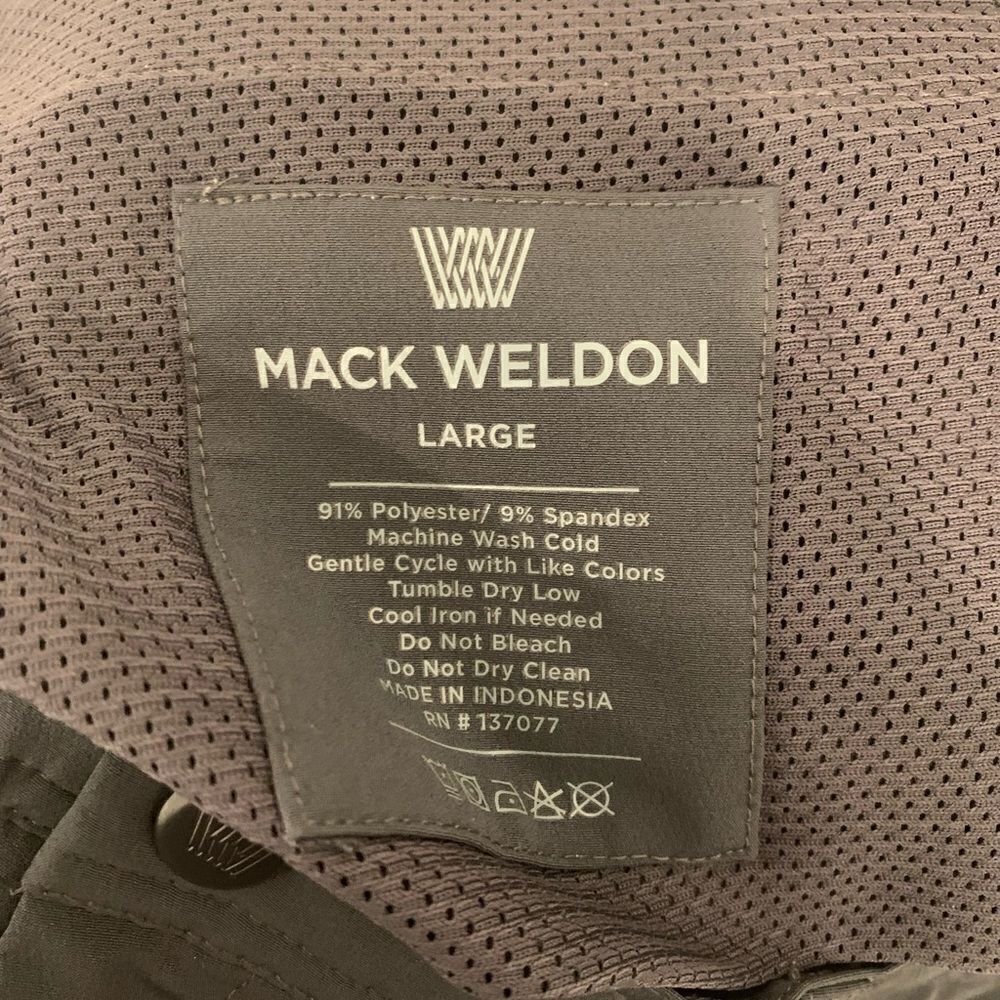 MACK WELDON
LARGE
91% Polyester/ 9% Spandex
Machine Wash Cold
Gentle Cycle with Like Colors
Tumble Dry Low
Cool Iron if Needed
Do Not Bleach
Do Not Dry Clean
MADE IN INDONESIA
RN # 137077